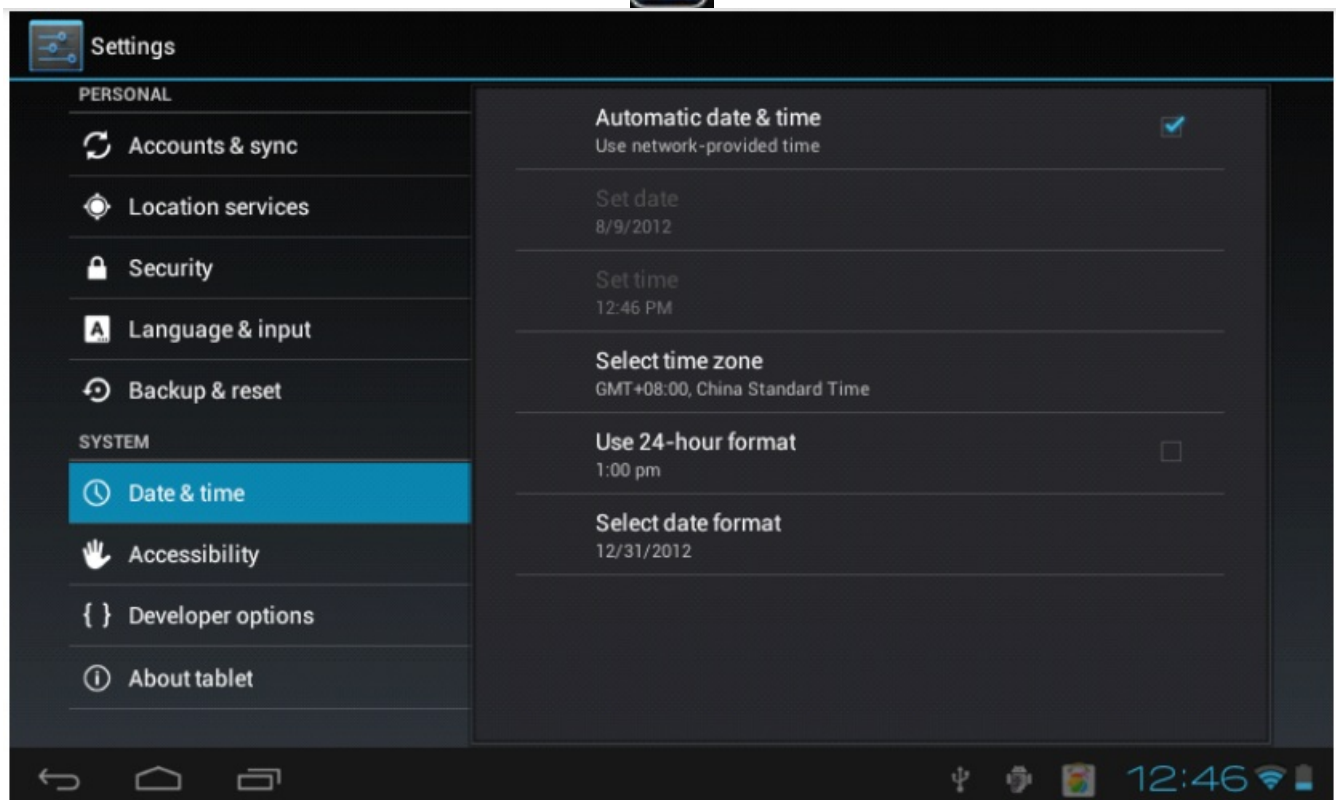 Settings
PERSONAL
Accounts & sync
Location services
Security
Language & input
Backup & reset
SYSTEM
Date & time
Accessibility
{ } Developer options
About tablet
Automatic date & time
Use network-provided time
Set date
8/9/2012
Set time
12:46 PM
Select time zone
GMT+08:00, China Standard Time
Use 24-hour format
1:00 pm
Select date format
12/31/2012
12:46